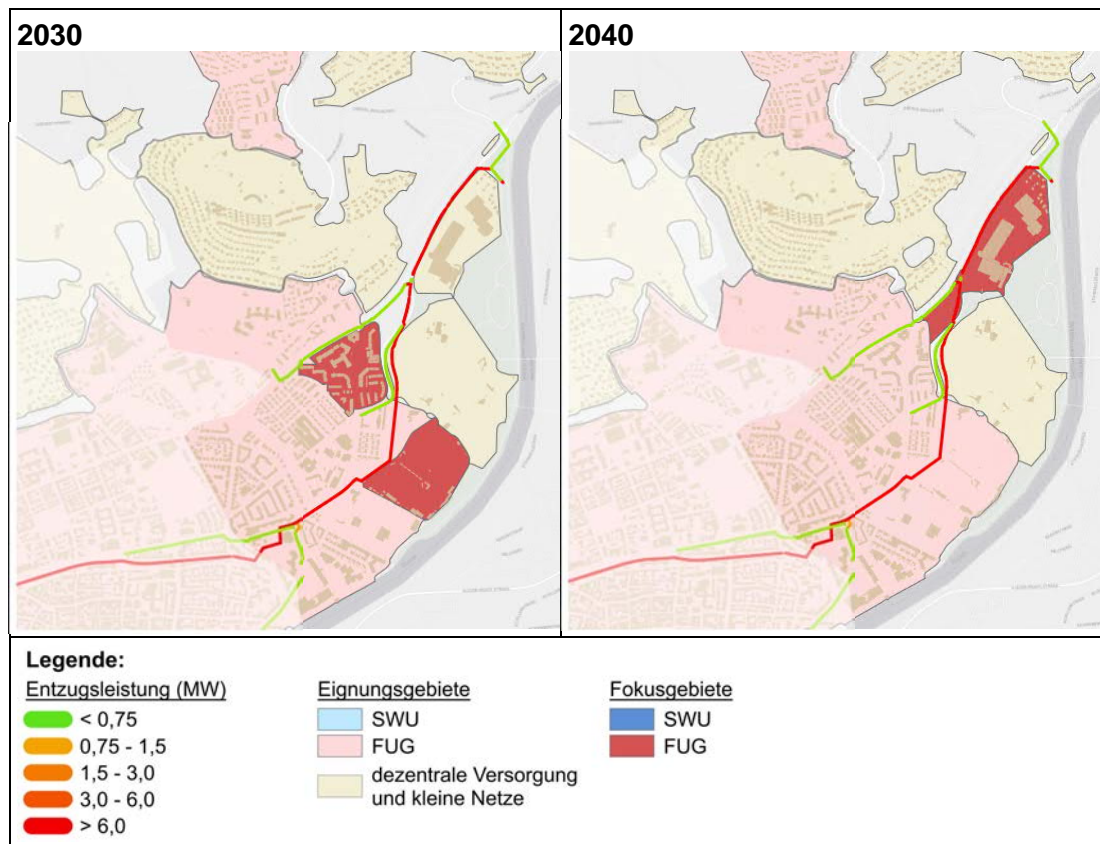 2030
2040
Legende:
Entzugsleistung (MW)
< 0,75
0,75 - 1,5
1,5 - 3,0
3,0 - 6,0
> 6,0
Eignungsgebiete
SWU
FUG
dezentrale Versorgung
und kleine Netze
Fokusgebiete
SWU
FUG